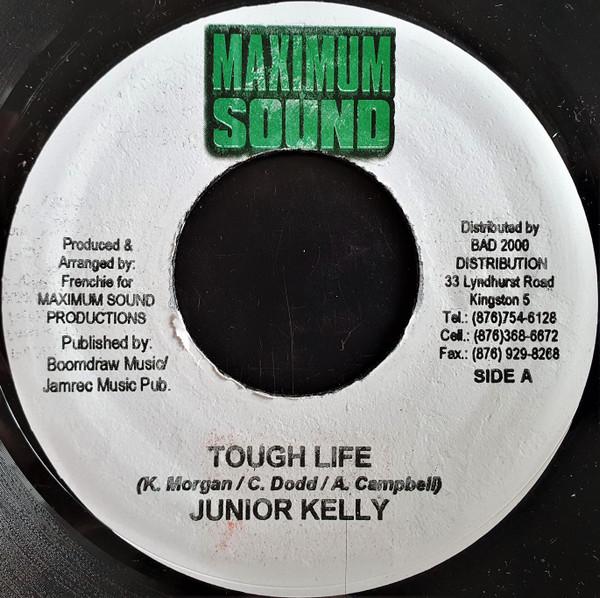 MAXIMUM
SOUND
Produced &
Arranged by:
Frenchie for
MAXIMUM SOUND
PRODUCTIONS
Published by:
Boomdraw Music/
Jamrec Music Pub.
Distributed by
BAD 2000
DISTRIBUTION
33 Lyndhurst Road
Kingston 5
Tel.: (876)754-6128
Cell.: (876)368-6672
Fax.: (876) 929-8268
SIDE A
TOUGH LIFE
(K. Morgan / C. Dodd / A. Campbell)
JUNIOR KELLY